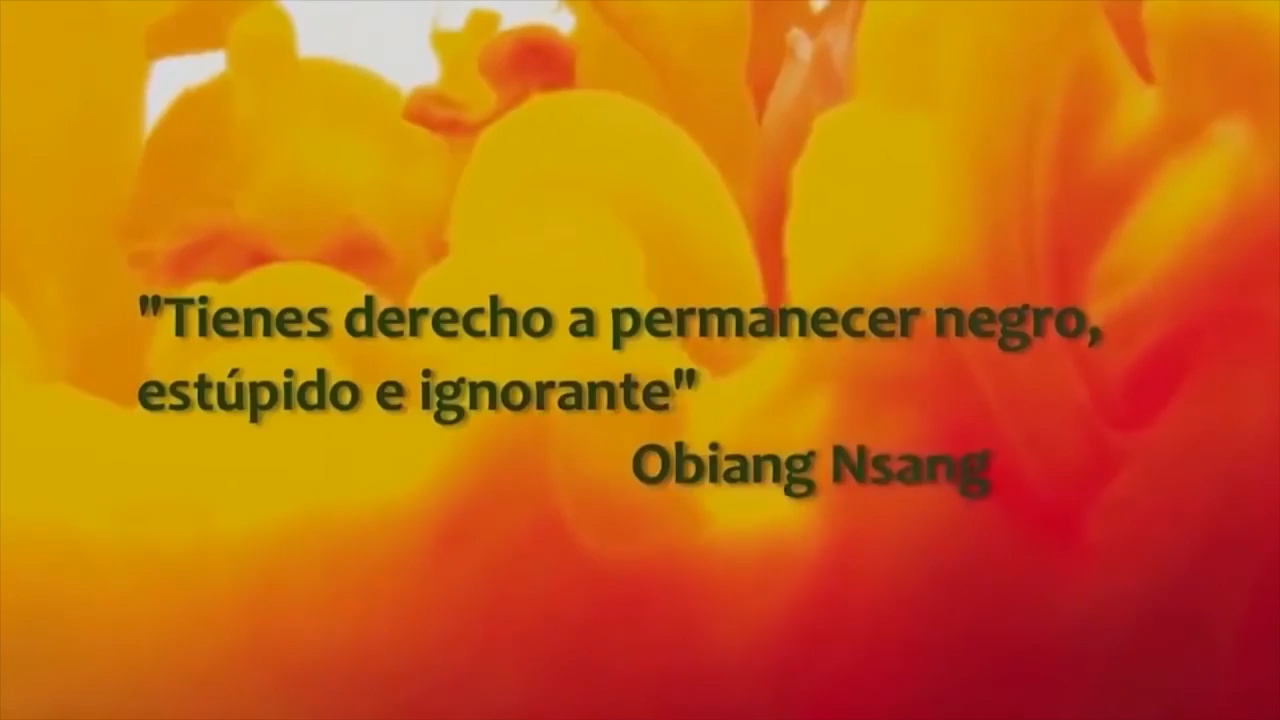 "Tienes derecho a permanecer negro,
estúpido e ignorante"
Obiang Nsang